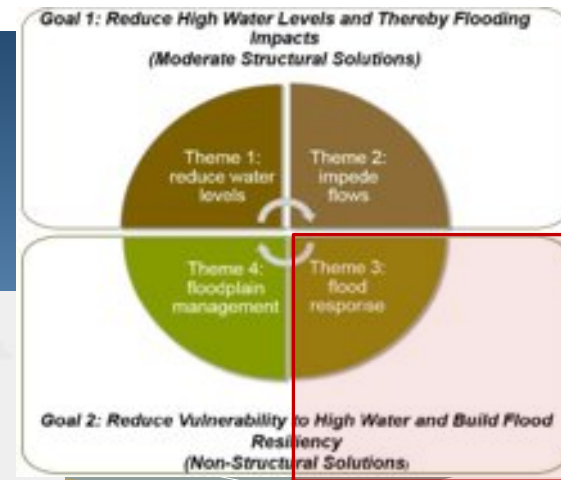 Goal 1: Reduce High Water Levels and Thereby Flooding
Impacts
(Moderate Structural Solutions)
Theme 1:
reduce water
levels
Theme 2:
impede
flows
Theme 4:
floodplain
management
Theme 3:
flood
response
Goal 2: Reduce Vulnerability to High Water and Build Flood
Resiliency
(Non-Structural Solutions)